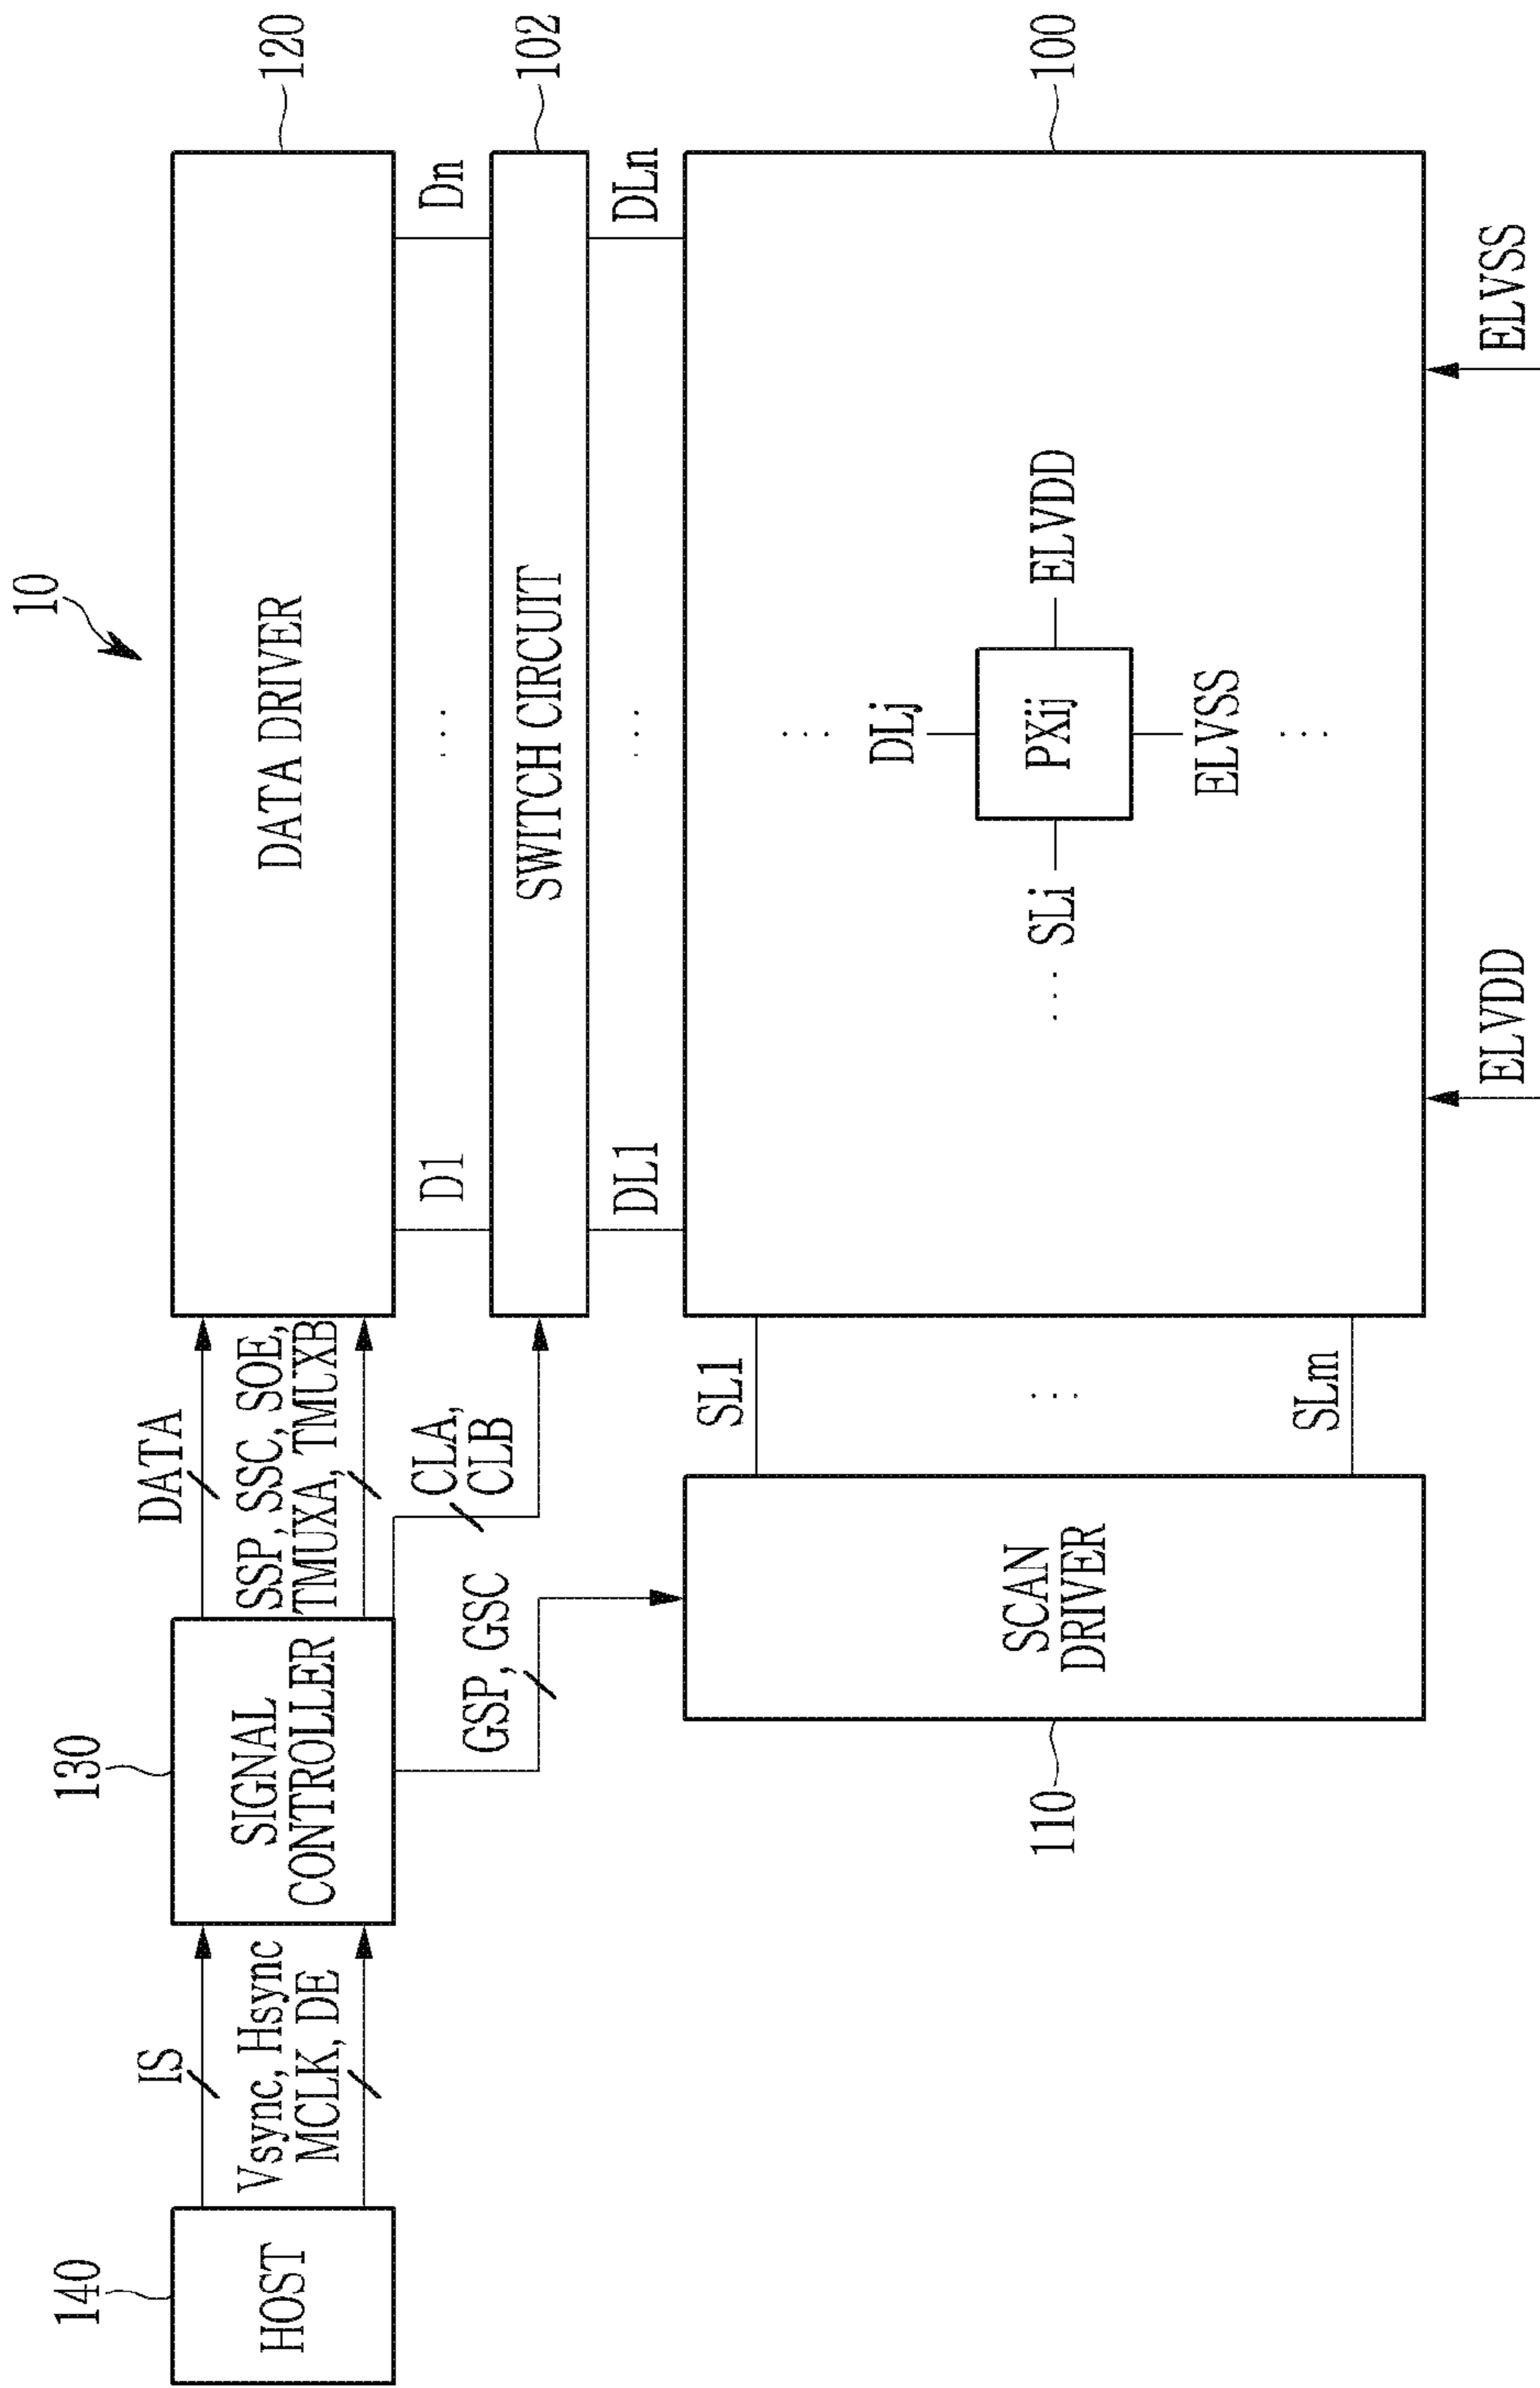 10
140
HOST
IS
Vsync, Hsync
MCLK, DE
130
SIGNAL
CONTROLLER
DATA
SSP, SSC, SOE,
TMUXA, TMUXB
CLA,
CLB
GSP, GSC
DATA DRIVER
120
D1
...
Dn
SWITCH CIRCUIT
102
DL1
...
DLn
110
SCAN
DRIVER
SL1
...
SLm
100
...
DLj
... SLi
PXij
ELVDD
ELVSS
...
ELVDD
ELVSS